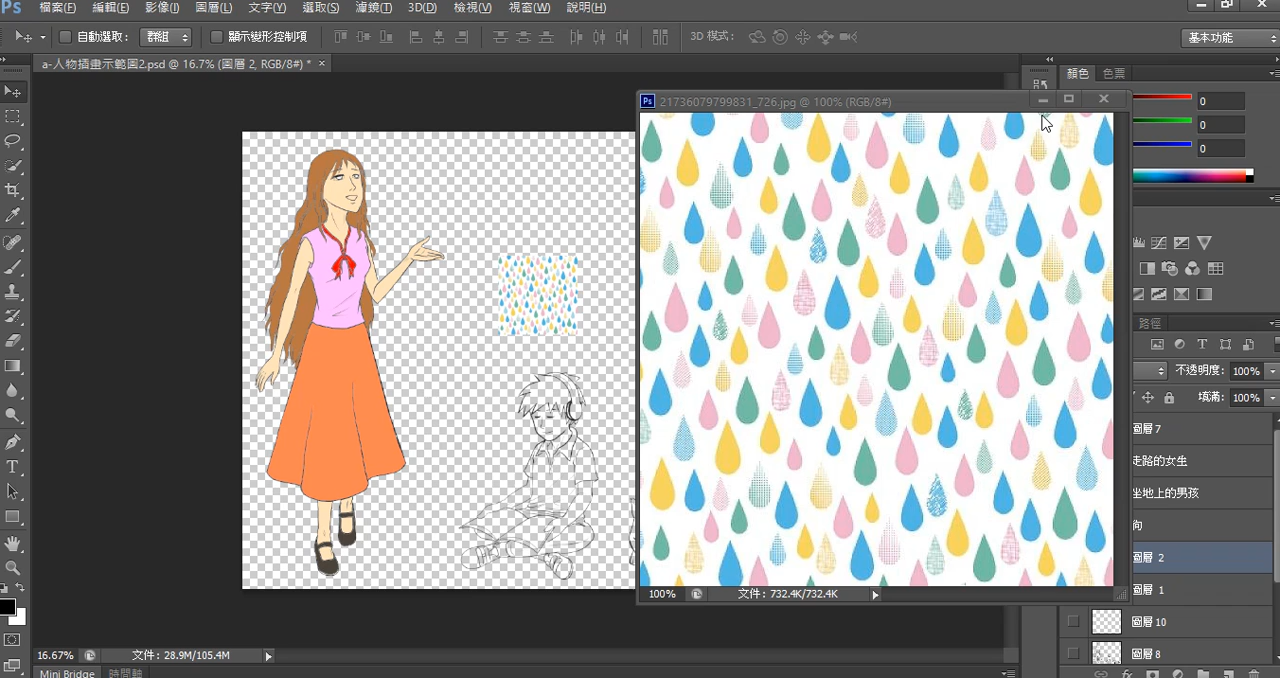 Ps 檔案(F) 編輯(E) 影像(I) 圖層(L) 文字(Y) 選取(S) 濾鏡(T) 3D(D) 檢視(V) 視窗(W) 說明(H)
自動選取： 群組 顯示變形控制項 3D 模式： 基本功能
a-人物插畫示範圖2.psd @ 16.7% (圖層 2, RGB/8#) * ×
顏色 色票
Ps 21736079799831_726.jpg @ 100% (RGB/8#)
0
0
0
路徑
不透明度： 100%
填滿： 100%
圖層 7
走路的女生
坐地上的男孩
狗
圖層 2
圖層 1
圖層 10
圖層 8
100% 文件：732.4K/732.4K
16.67% 文件：28.9M/105.4M
Mini Bridge 時間軸